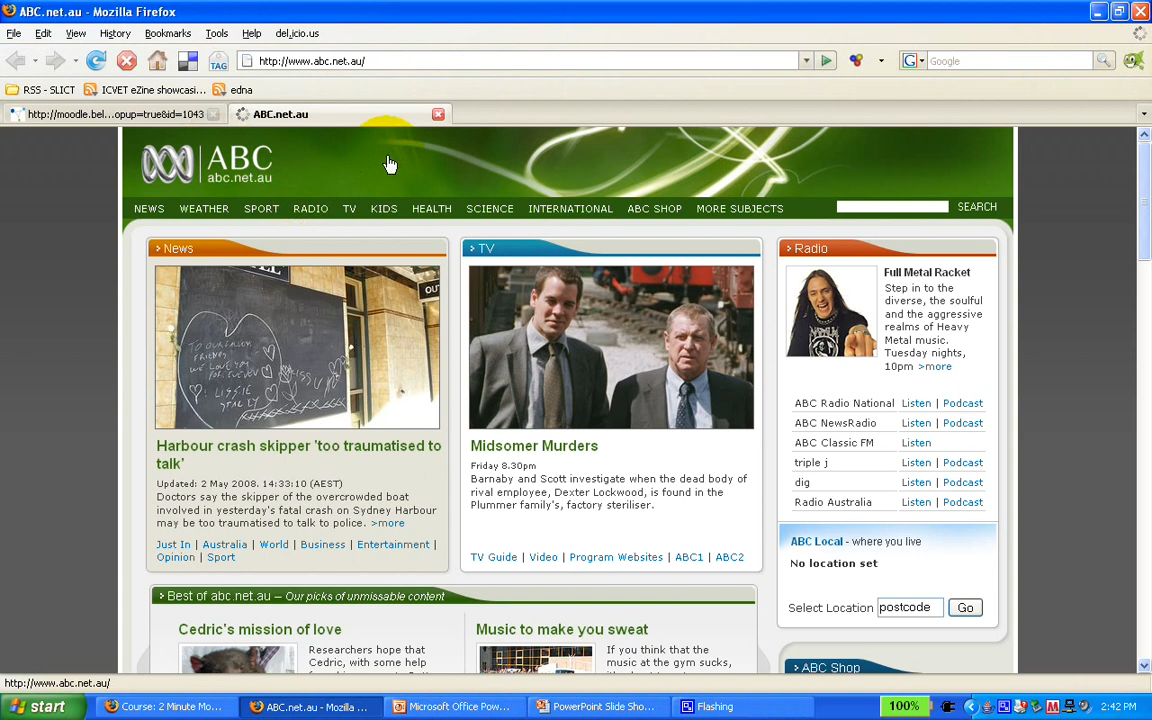 ABC.net.au - Mozilla Firefox
File Edit View History Bookmarks Tools Help del.icio.us
TAG http://www.abc.net.au/ G Google
RSS - SLICT ICVET eZine showcasi... edna
http://moodle.bel...opup=true&id=1043 ABC.net.au
ABC
abc.net.au
NEWS WEATHER SPORT RADIO TV KIDS HEALTH SCIENCE INTERNATIONAL ABC SHOP MORE SUBJECTS SEARCH
News
TO OUR
FRIENDS
WE LOVE YOU
LISSIE
OUT
Harbour crash skipper 'too traumatised to
talk'
Updated: 2 May 2008. 14:33:10 (AEST)
Doctors say the skipper of the overcrowded boat
involved in yesterday's fatal crash on Sydney Harbour
may be too traumatised to talk to police. >more
Just In | Australia | World | Business | Entertainment |
Opinion | Sport
TV
Midsomer Murders
Friday 8.30pm
Barnaby and Scott investigate when the dead body of
rival employee, Dexter Lockwood, is found in the
Plummer family's, factory steriliser.
TV Guide | Video | Program Websites | ABC1 | ABC2
Radio
Full Metal Racket
Step in to the
diverse, the soulful
and the aggressive
realms of Heavy
Metal music.
Tuesday nights,
10pm >more
ABC Radio National Listen | Podcast
ABC NewsRadio Listen | Podcast
ABC Classic FM Listen
triple j Listen | Podcast
dig Listen | Podcast
Radio Australia Listen | Podcast
ABC Local - where you live
No location set
Select Location postcode Go
Best of abc.net.au – Our picks of unmissable content
Cedric's mission of love
Researchers hope that
Cedric, with some help
Music to make you sweat
If you think that the
music at the gym sucks,
ABC Shop
http://www.abc.net.au/
start Course: 2 Minute Mo... ABC.net.au - Mozilla ... Microsoft Office Pow... PowerPoint Slide Sho... Flashing 100% 2:42 PM